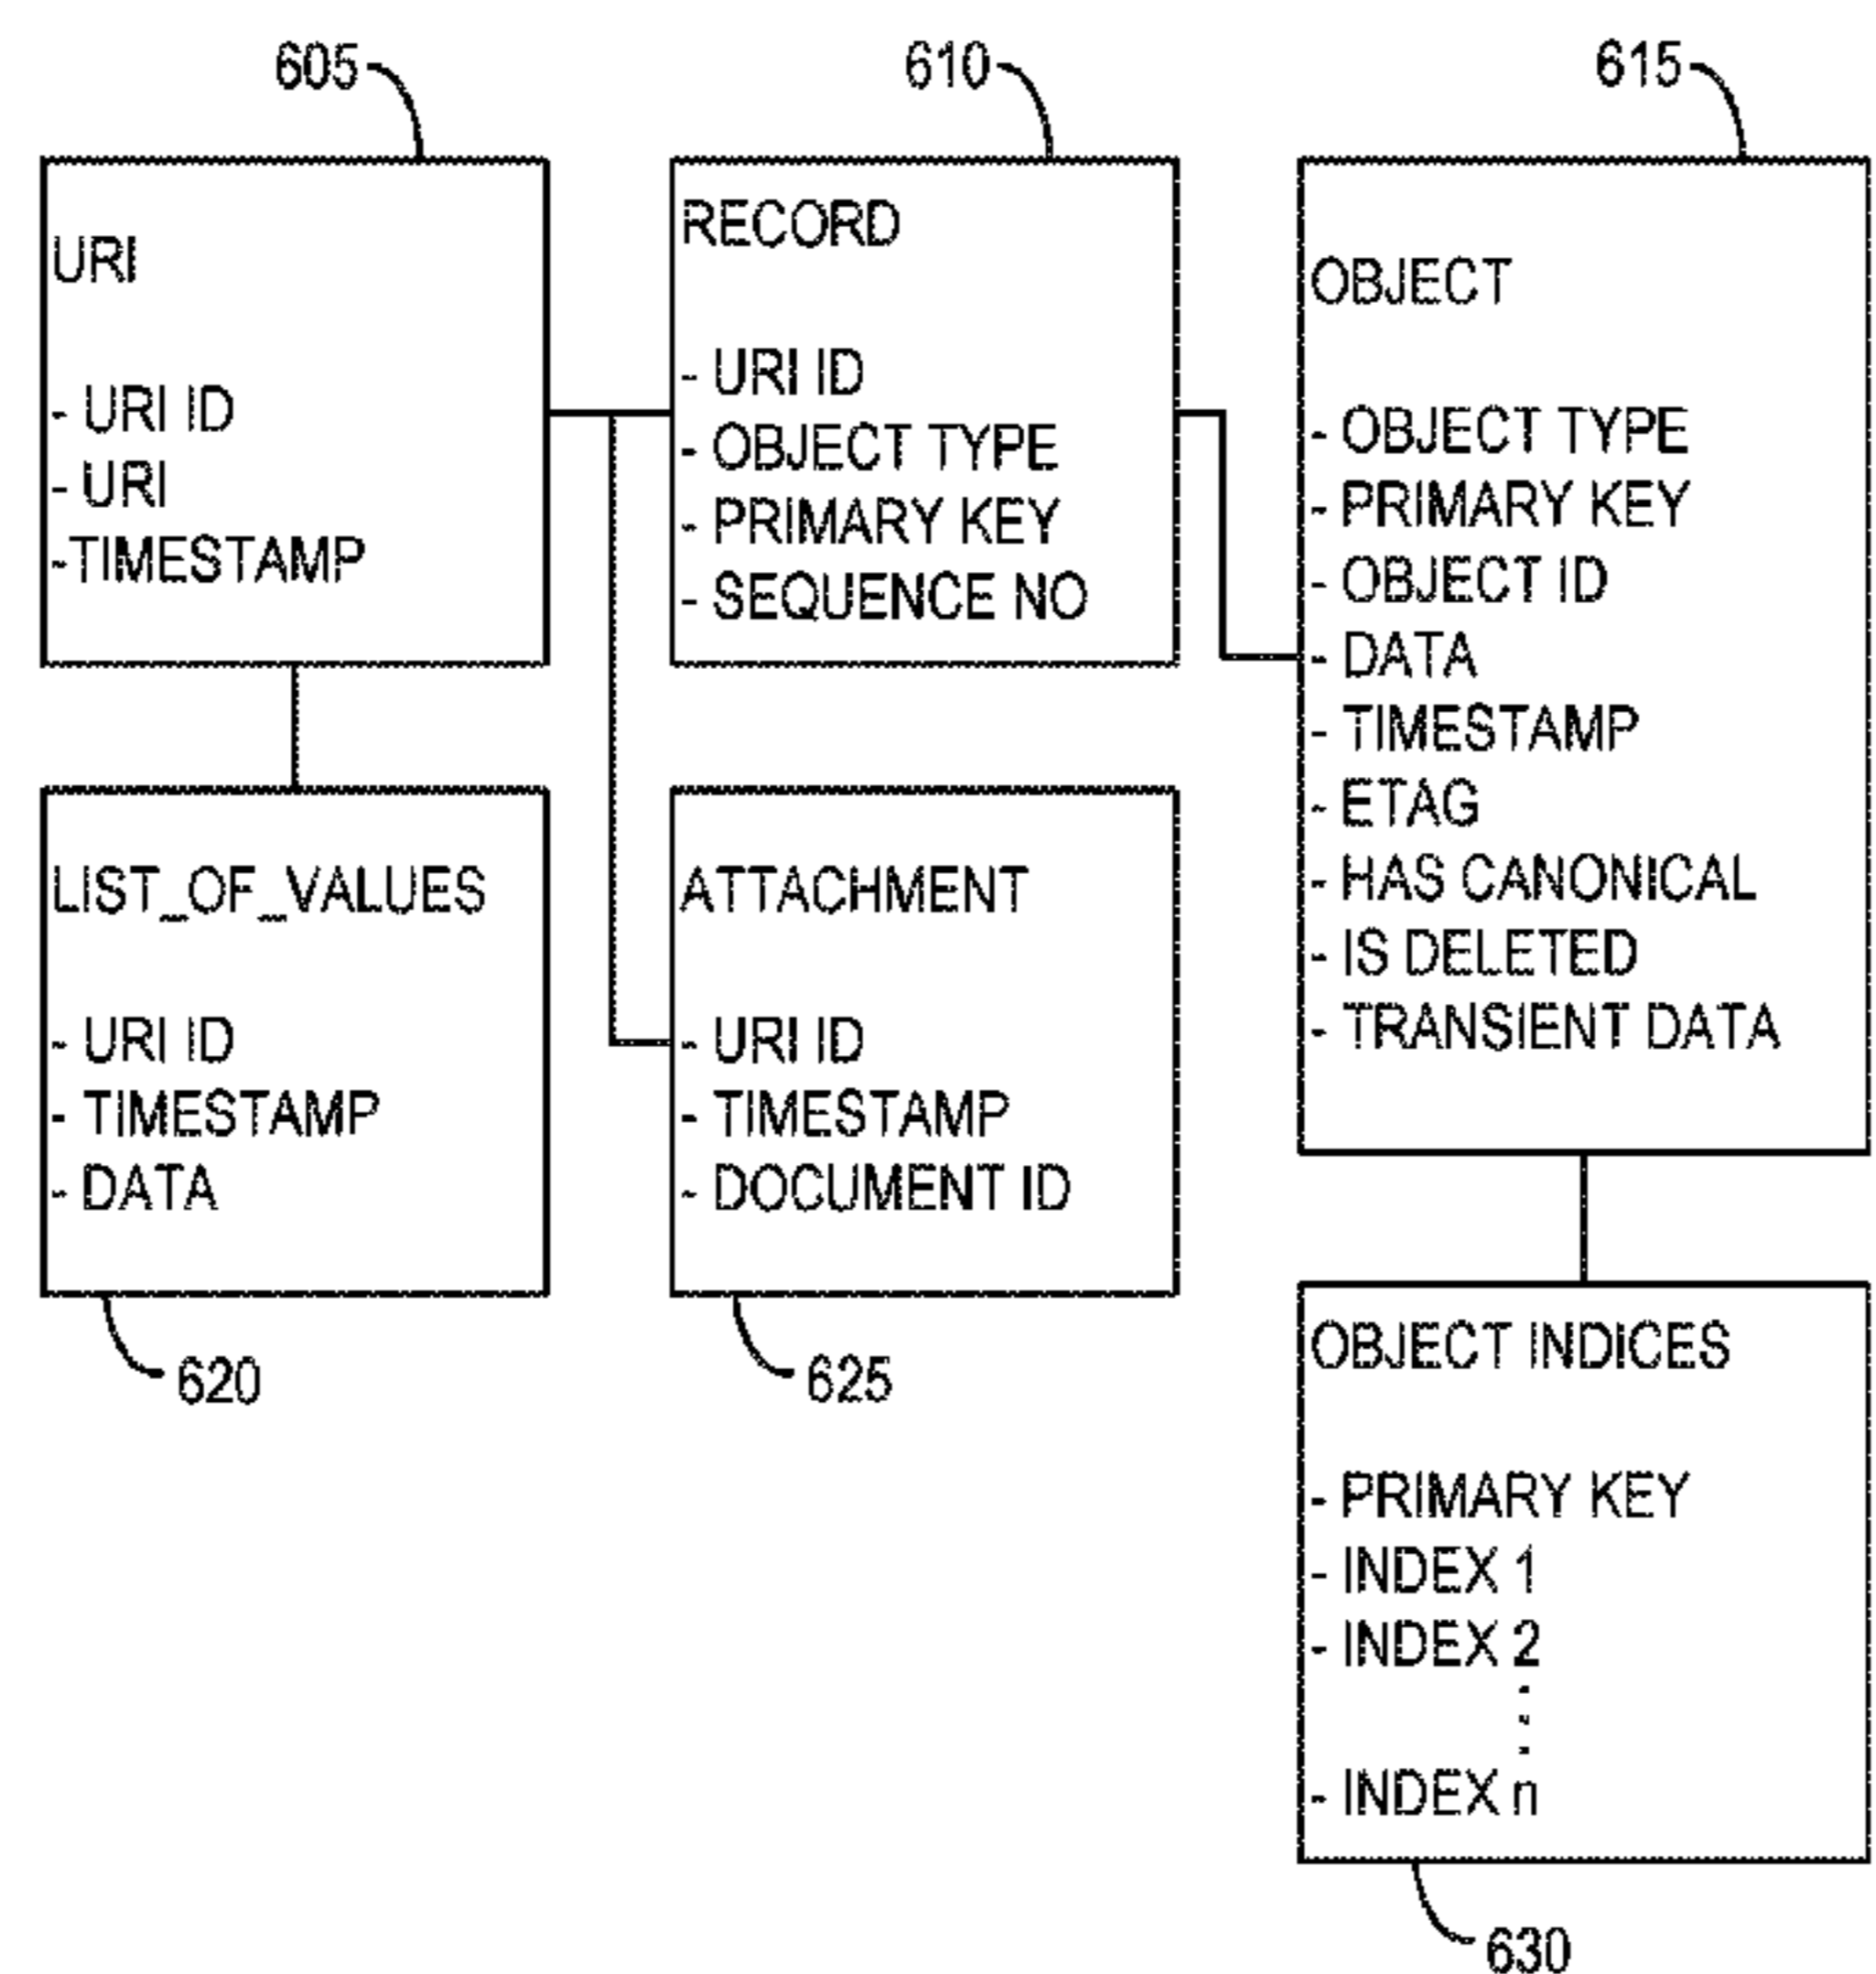 605
URI
- URI ID
- URI
-TIMESTAMP
610
RECORD
- URI ID
- OBJECT TYPE
- PRIMARY KEY
- SEQUENCE NO
615
OBJECT
- OBJECT TYPE
- PRIMARY KEY
- OBJECT ID
- DATA
- TIMESTAMP
- ETAG
- HAS CANONICAL
- IS DELETED
- TRANSIENT DATA
LIST_OF_VALUES
- URI ID
- TIMESTAMP
- DATA
620
ATTACHMENT
- URI ID
- TIMESTAMP
- DOCUMENT ID
625
OBJECT INDICES
- PRIMARY KEY
- INDEX 1
- INDEX 2
- INDEX n
630